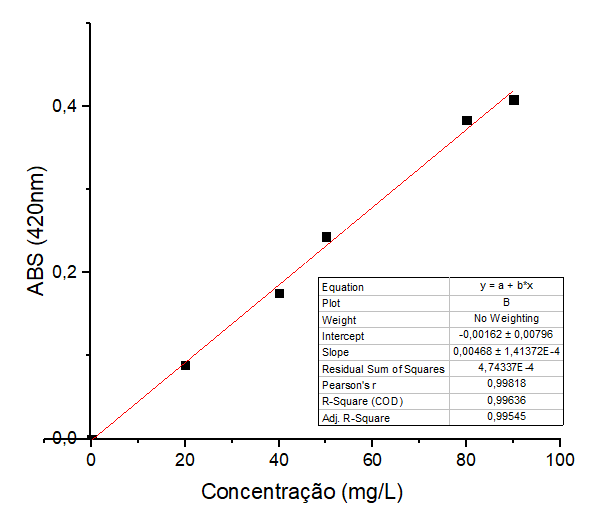 ABS (420nm)
0,4
0,2
0,0
Equation y = a + b*x
Plot B
Weight No Weighting
Intercept -0,00162 ± 0,00796
Slope 0,00468 ± 1,41372E-4
Residual Sum of Squares 4,74337E-4
Pearson's r 0,99818
R-Square (COD) 0,99636
Adj. R-Square 0,99545
0 20 40 60 80 100
Concentração (mg/L)